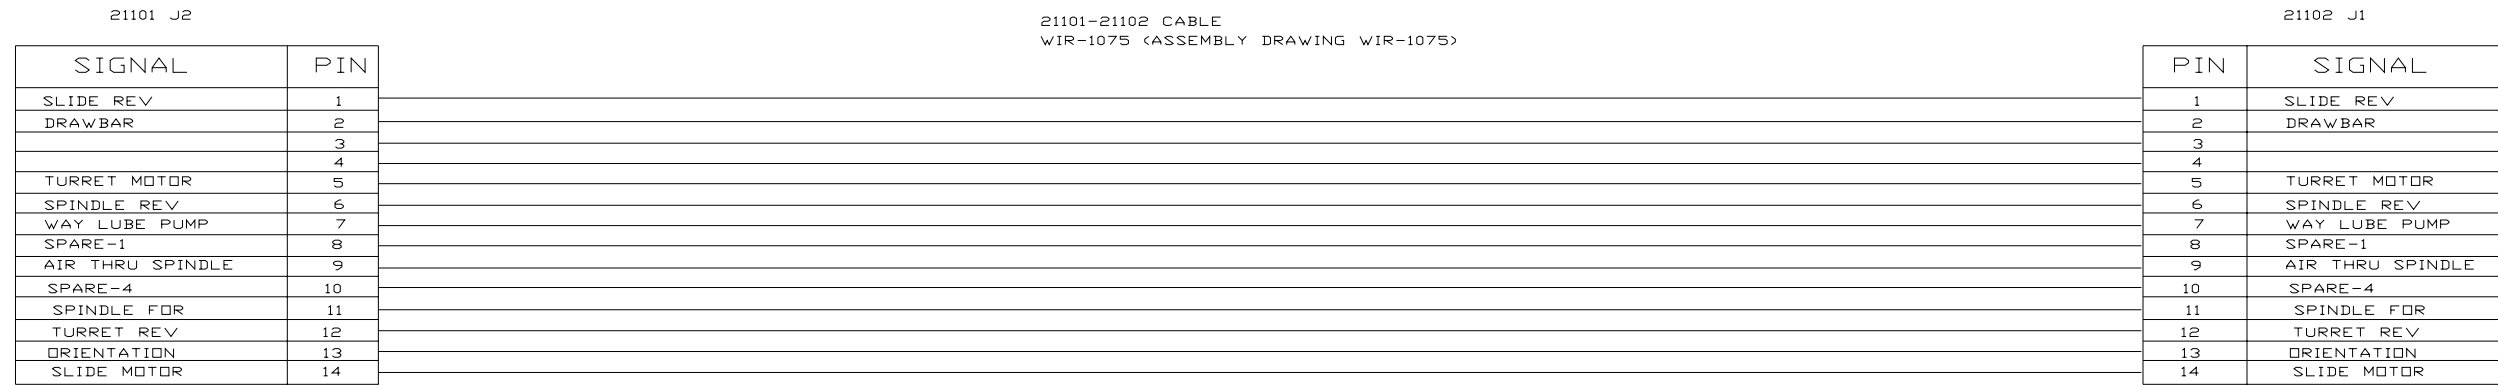 21101 J2
21101-21102 CABLE
21102 J1
WIR-1075 (ASSEMBLY DRAWING WIR-1075)
SIGNAL PIN PIN SIGNAL
SLIDE REV 1 1 SLIDE REV
DRAWBAR 2 2 DRAWBAR
3 3
4 4
TURRET MOTOR 5 5 TURRET MOTOR
SPINDLE REV 6 6 SPINDLE REV
WAY LUBE PUMP 7 7 WAY LUBE PUMP
SPARE-1 8 8 SPARE-1
AIR THRU SPINDLE 9 9 AIR THRU SPINDLE
SPARE-4 10 10 SPARE-4
SPINDLE FOR 11 11 SPINDLE FOR
TURRET REV 12 12 TURRET REV
ORIENTATION 13 13 ORIENTATION
SLIDE MOTOR 14 14 SLIDE MOTOR